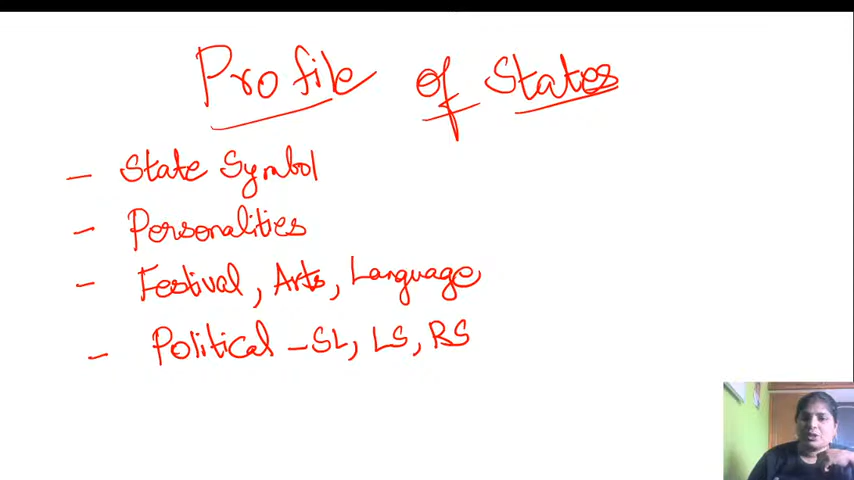 Profile of States
- State Symbol
- Personalities
- Festival, Arts, Language
- Political - SL, LS, RS